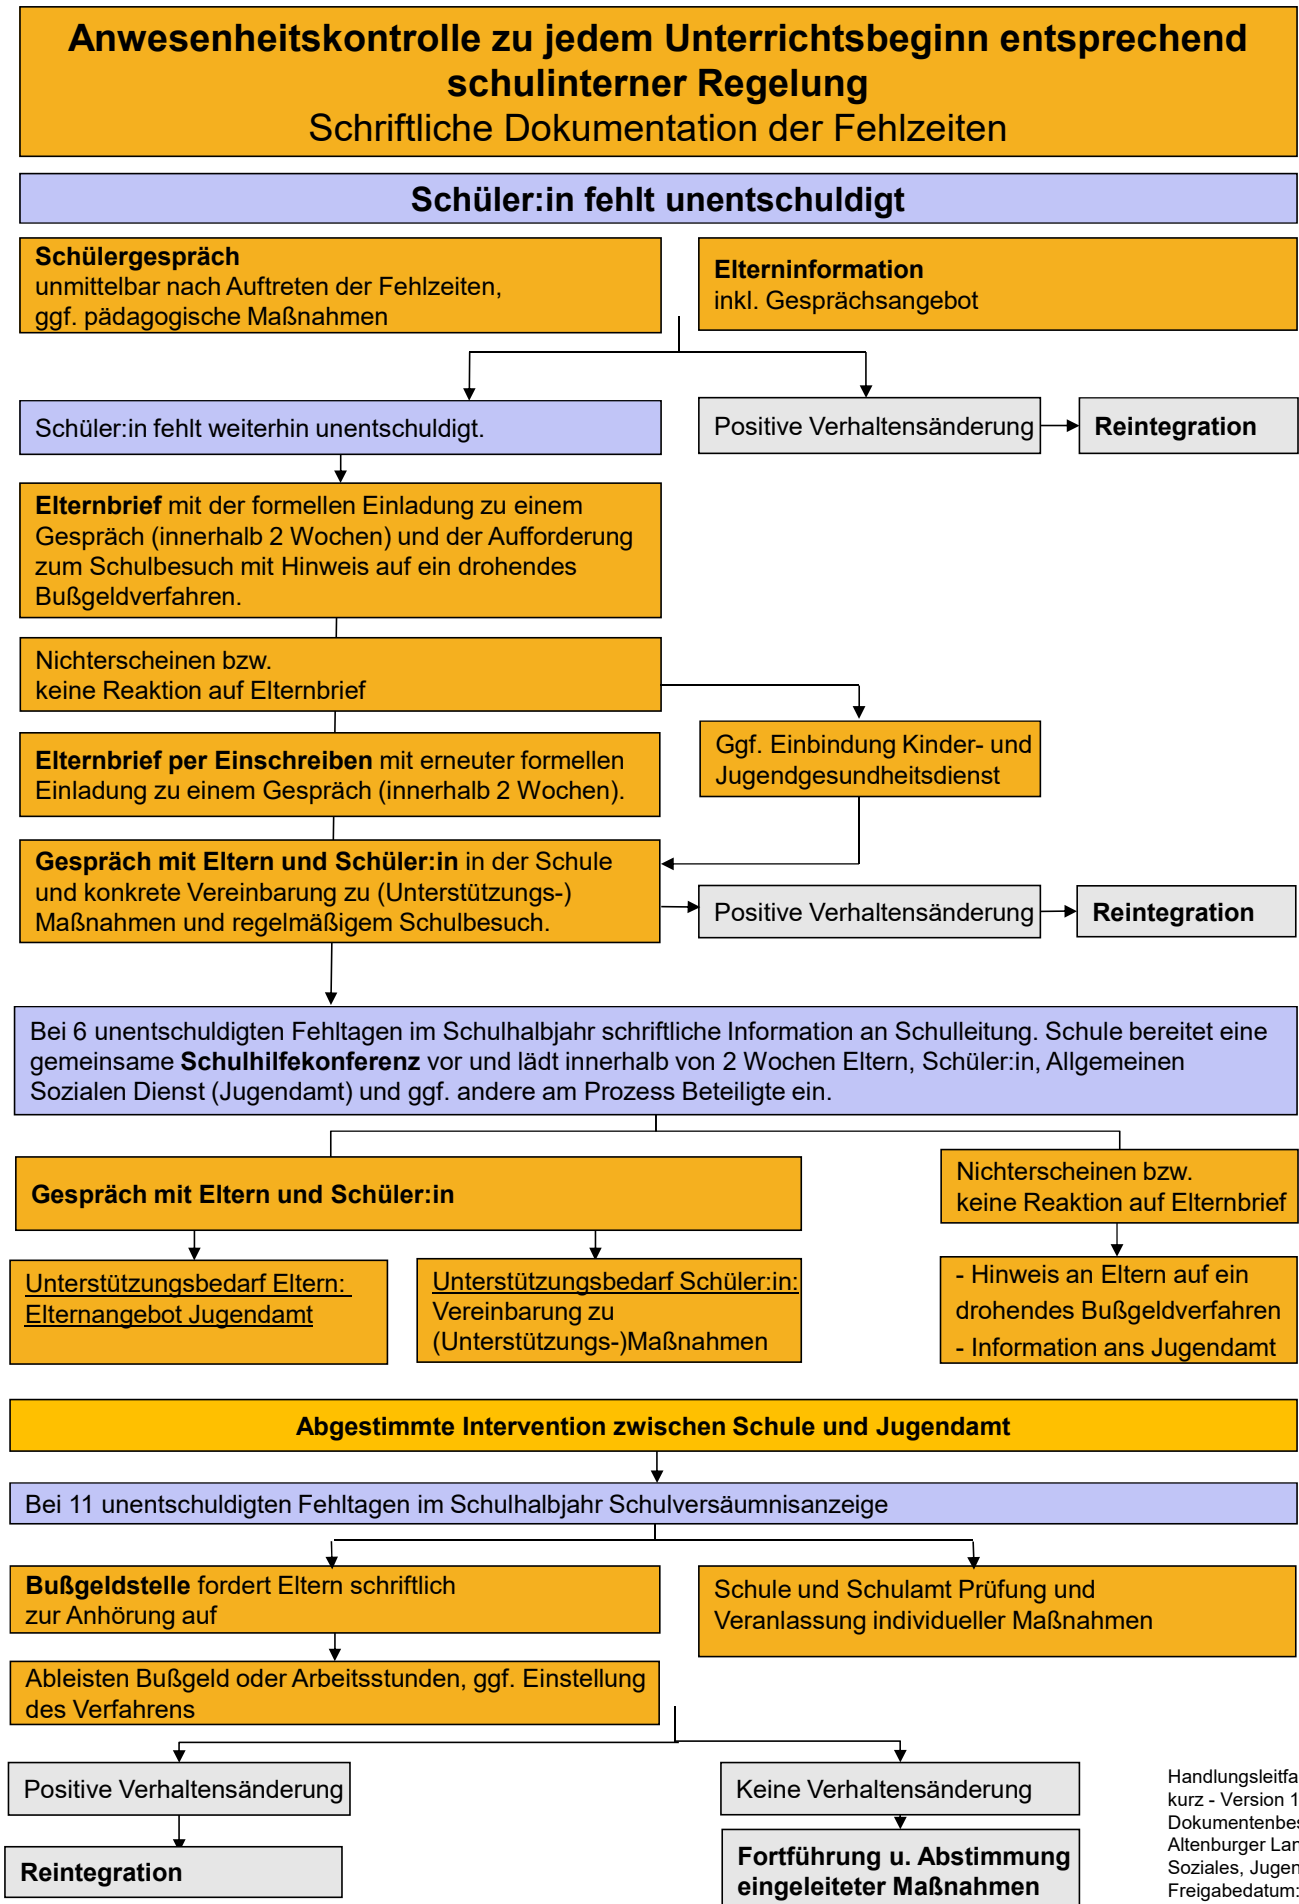 Anwesenheitskontrolle zu jedem Unterrichtsbeginn entsprechend
schulinterner Regelung
Schriftliche Dokumentation der Fehlzeiten
Schüler:in fehlt unentschuldigt
Schülergespräch
unmittelbar nach Auftreten der Fehlzeiten,
ggf. pädagogische Maßnahmen
Elterninformation
inkl. Gesprächsangebot
Schüler:in fehlt weiterhin unentschuldigt.
Positive Verhaltensänderung
Reintegration
Elternbrief mit der formellen Einladung zu einem
Gespräch (innerhalb 2 Wochen) und der Aufforderung
zum Schulbesuch mit Hinweis auf ein drohendes
Bußgeldverfahren.
Nichterscheinen bzw.
keine Reaktion auf Elternbrief
Ggf. Einbindung Kinder- und
Jugendgesundheitsdienst
Elternbrief per Einschreiben mit erneuter formellen
Einladung zu einem Gespräch (innerhalb 2 Wochen).
Gespräch mit Eltern und Schüler:in in der Schule
und konkrete Vereinbarung zu (Unterstützungs-)
Maßnahmen und regelmäßigem Schulbesuch.
Positive Verhaltensänderung
Reintegration
Bei 6 unentschuldigten Fehltagen im Schulhalbjahr schriftliche Information an Schulleitung. Schule bereitet eine
gemeinsame Schulhilfekonferenz vor und lädt innerhalb von 2 Wochen Eltern, Schüler:in, Allgemeinen
Sozialen Dienst (Jugendamt) und ggf. andere am Prozess Beteiligte ein.
Gespräch mit Eltern und Schüler:in
Nichterscheinen bzw.
keine Reaktion auf Elternbrief
Unterstützungsbedarf Eltern:
Elternangebot Jugendamt
Unterstützungsbedarf Schüler:in:
Vereinbarung zu
(Unterstützungs-)Maßnahmen
- Hinweis an Eltern auf ein
drohendes Bußgeldverfahren
- Information ans Jugendamt
Abgestimmte Intervention zwischen Schule und Jugendamt
Bei 11 unentschuldigten Fehltagen im Schulhalbjahr Schulversäumnisanzeige
Bußgeldstelle fordert Eltern schriftlich
zur Anhörung auf
Schule und Schulamt Prüfung und
Veranlassung individueller Maßnahmen
Ableisten Bußgeld oder Arbeitsstunden, ggf. Einstellung
des Verfahrens
Positive Verhaltensänderung
Keine Verhaltensänderung
Reintegration
Fortführung u. Abstimmung
eingeleiteter Maßnahmen
Handlungsleitfa
kurz - Version 1
Dokumentenbes
Altenburger Lan
Soziales, Jugen
Freigabedatum: